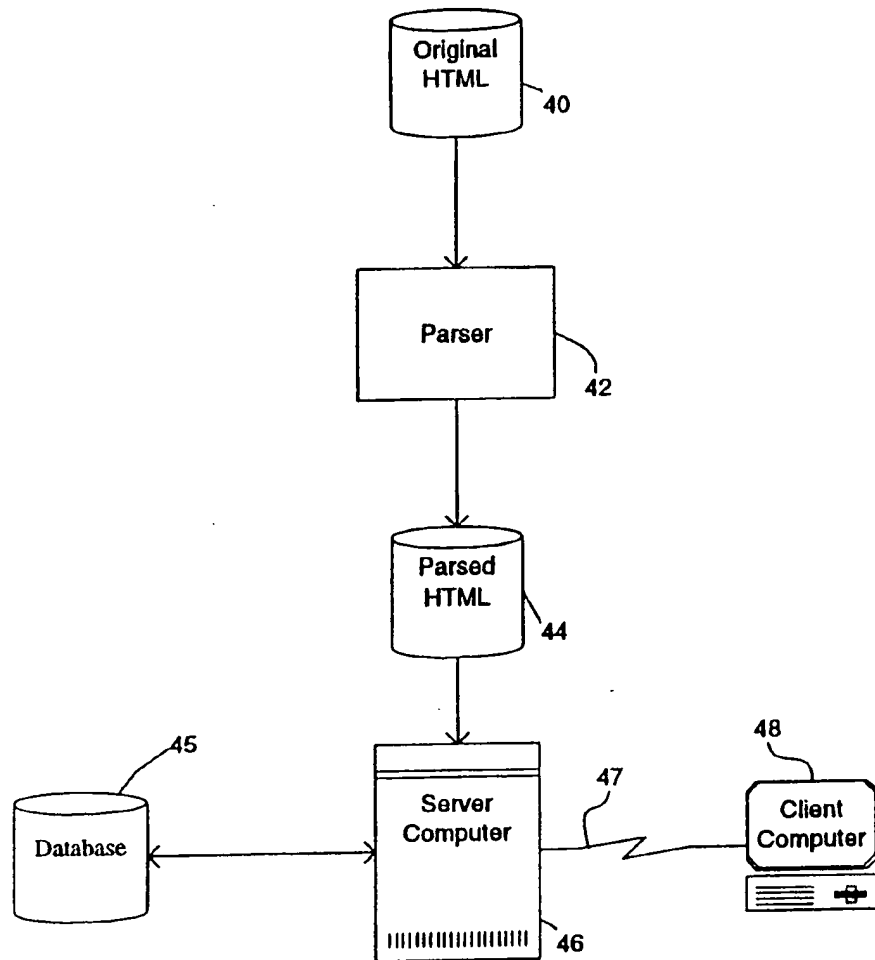 Original
HTML
40
Parser
42
Parsed
HTML
44
45
Database
Server
Computer
46
47
48
Client
Computer